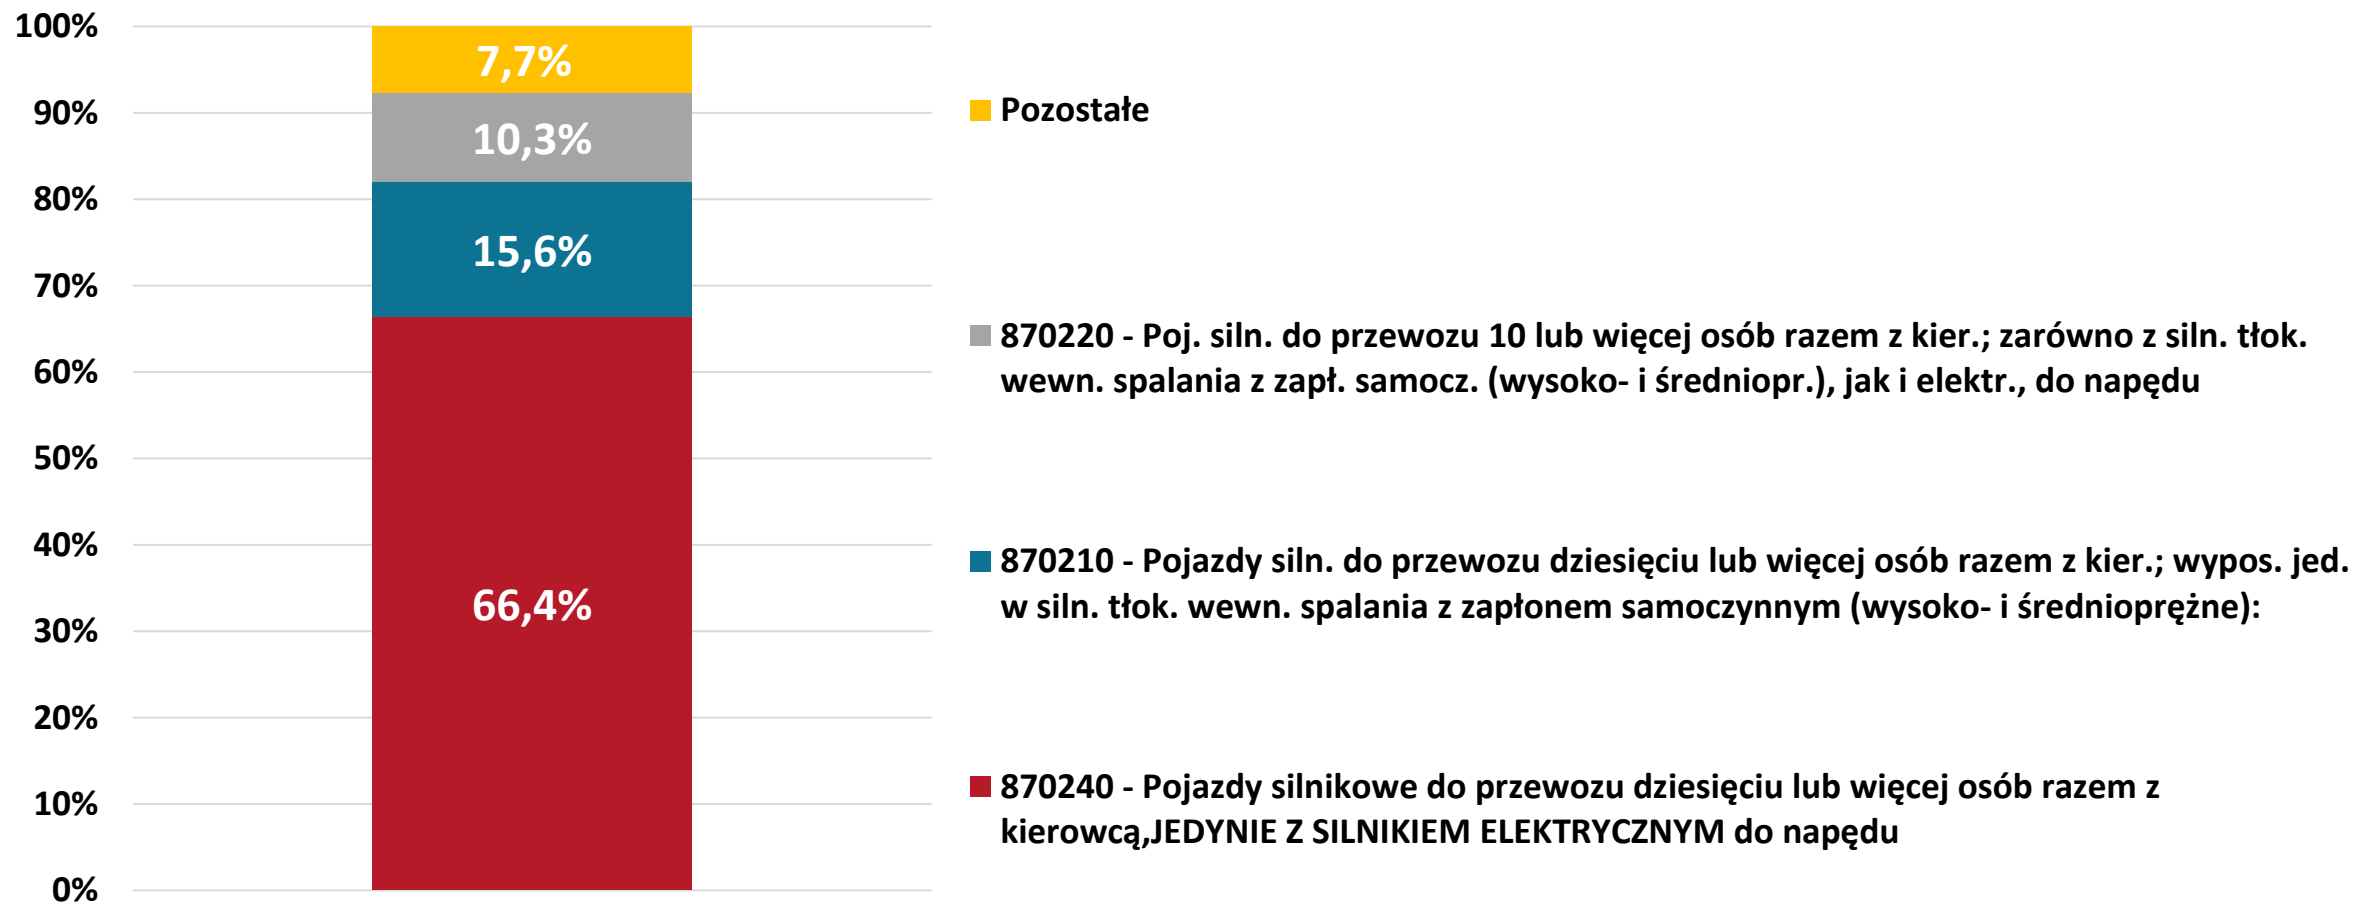 100%
90%
80%
70%
60%
50%
40%
30%
20%
10%
0%
7,7%
10,3%
15,6%
66,4%
Pozostałe
870220 - Poj. siln. do przewozu 10 lub więcej osób razem z kier.; zarówno z siln. tłok.
wewn. spalania z zapł. samocz. (wysoko- i średniopr.), jak i elektr., do napędu
870210 - Pojazdy siln. do przewozu dziesięciu lub więcej osób razem z kier.; wypos. jed.
w siln. tłok. wewn. spalania z zapłonem samoczynnym (wysoko- i średnioprężne):
870240 - Pojazdy silnikowe do przewozu dziesięciu lub więcej osób razem z
kierowcą,JEDYNIE Z SILNIKIEM ELEKTRYCZNYM do napędu